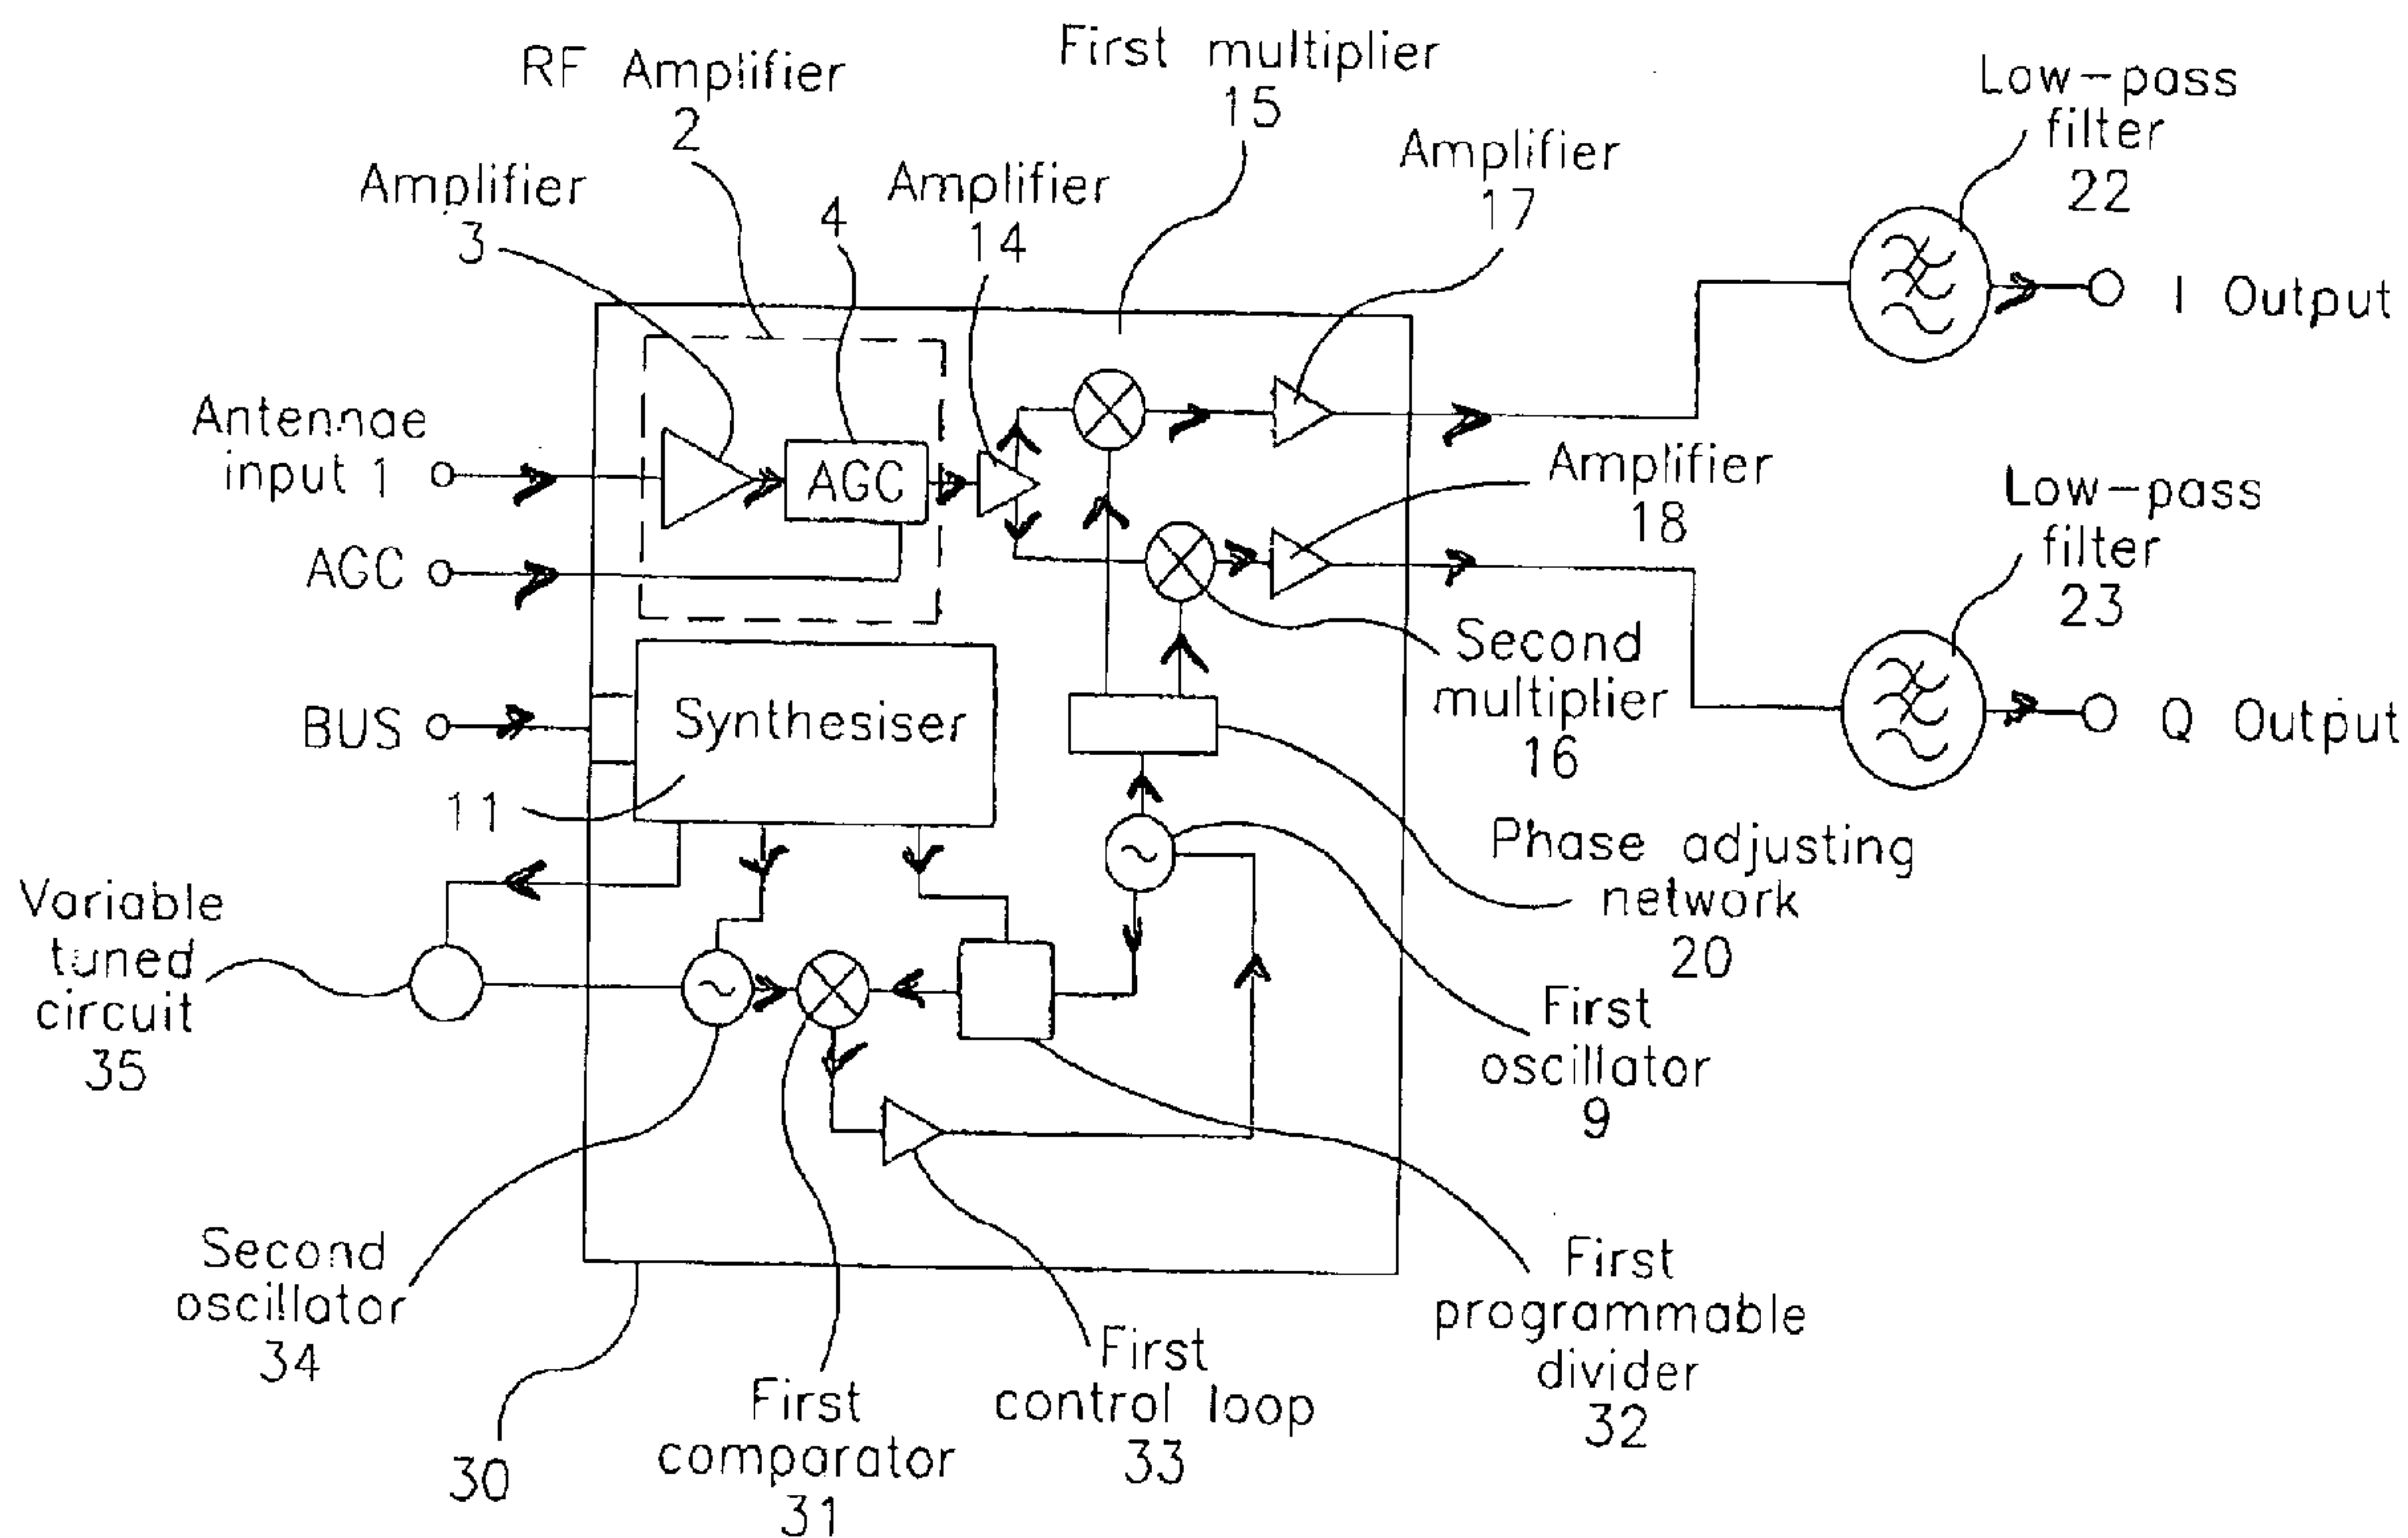 RF Amplifier
2
First multiplier
15
Low-pass
filter
22
Amplifier
3
4
Amplifier
14
Amplifier
17
I Output
Antennae
input 1
AGC
AGC
Amplifier
18
Low-pass
filter
23
Second
multiplier
16
BUS
Synthesiser
11
Q Output
Phase adjusting
network
20
Variable
tuned
circuit
35
First
oscillator
9
Second
oscillator
34
30
First
comparator
31
First
control loop
33
First
programmable
divider
32